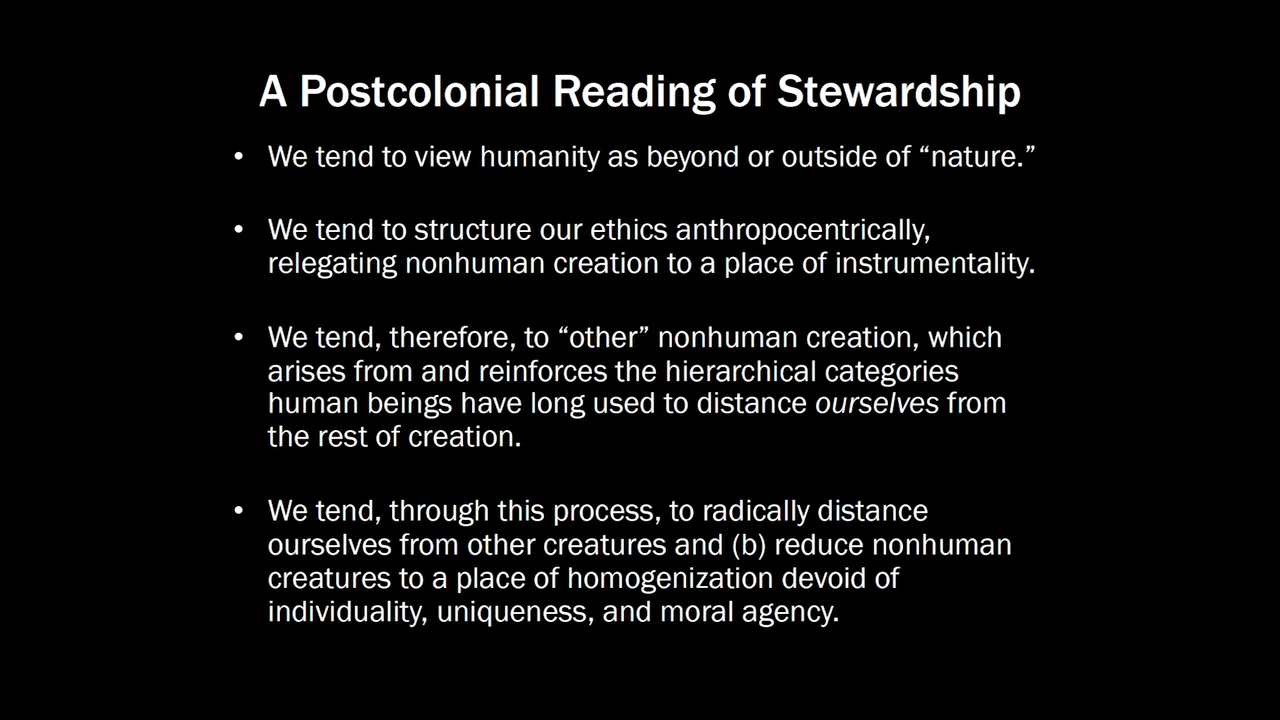 A Postcolonial Reading of Stewardship
• We tend to view humanity as beyond or outside of “nature.”
• We tend to structure our ethics anthropocentrically,
relegating nonhuman creation to a place of instrumentality.
• We tend, therefore, to “other” nonhuman creation, which
arises from and reinforces the hierarchical categories
human beings have long used to distance ourselves from
the rest of creation.
• We tend, through this process, to radically distance
ourselves from other creatures and (b) reduce nonhuman
creatures to a place of homogenization devoid of
individuality, uniqueness, and moral agency.